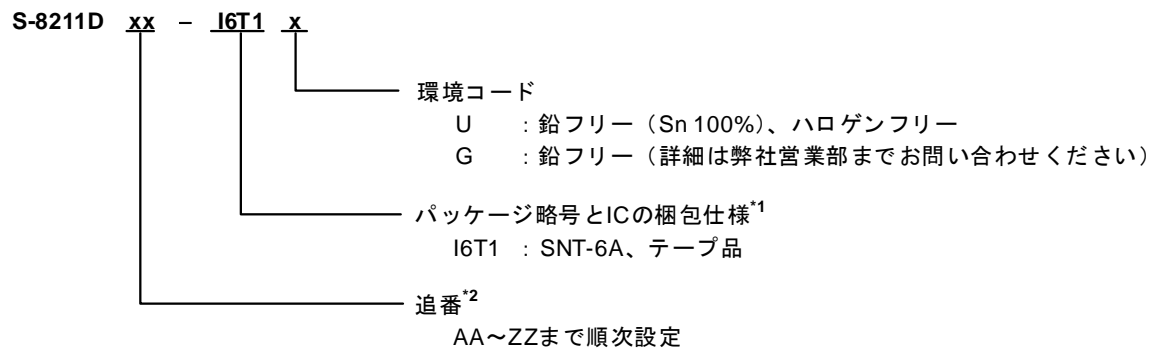 S-8211D xx – I6T1 x
環境コード
U : 鉛フリー（Sn 100%）、ハロゲンフリー
G : 鉛フリー（詳細は弊社営業部までお問い合わせください）
パッケージ略号とICの梱包仕様*1
I6T1 : SNT-6A、テープ品
追番*2
AA～ZZまで順次設定